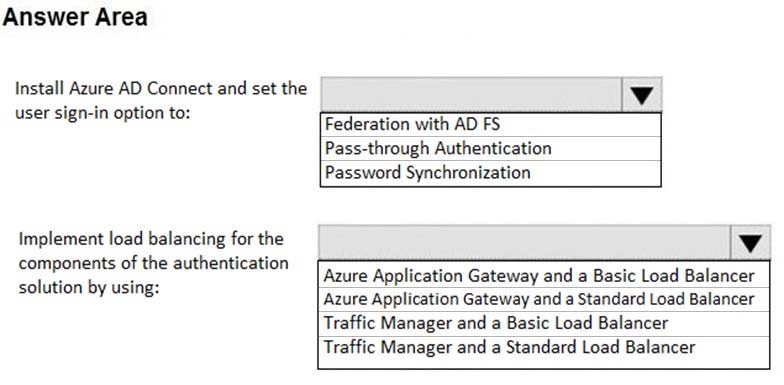 Answer Area
Install Azure AD Connect and set the
user sign-in option to:
Federation with AD FS
Pass-through Authentication
Password Synchronization
Implement load balancing for the
components of the authentication
solution by using:
Azure Application Gateway and a Basic Load Balancer
Azure Application Gateway and a Standard Load Balancer
Traffic Manager and a Basic Load Balancer
Traffic Manager and a Standard Load Balancer